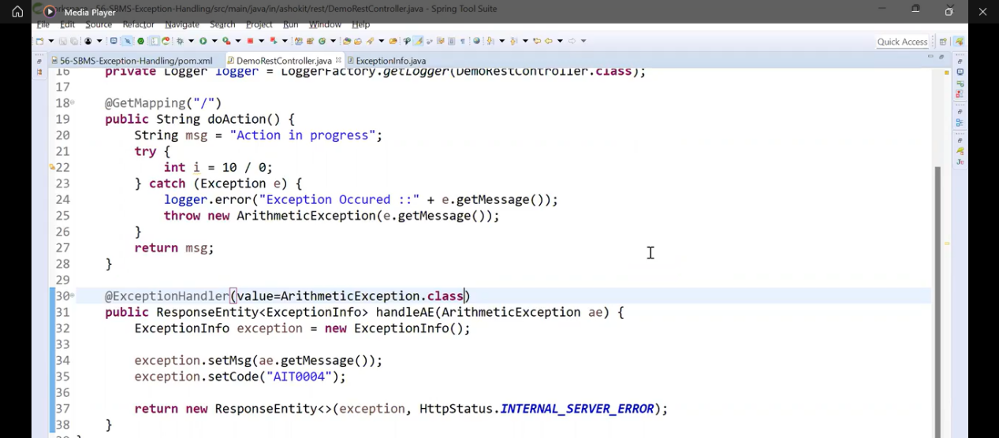 Media Player
56-SBMS-Exception-Handling/src/main/java/in/ashokit/rest/DemoRestController.java - Spring Tool Suite
File Edit Source Refactor Navigate Search Project Run Window Help
Quick Access
56-SBMS-Exception-Handling/pom.xml DemoRestController.java ExceptionInfo.java
16 private Logger logger = LoggerFactory.getLogger(DemoRestController.class);
17
18 @GetMapping("/")
19 public String doAction() {
20 String msg = "Action in progress";
21 try {
22 int i = 10 / 0;
23 } catch (Exception e) {
24 logger.error("Exception Occured ::" + e.getMessage());
25 throw new ArithmeticException(e.getMessage());
26 }
27 return msg;
28 }
29
30 @ExceptionHandler(value=ArithmeticException.class)
31 public ResponseEntity<ExceptionInfo> handleAE(ArithmeticException ae) {
32 ExceptionInfo exception = new ExceptionInfo();
33
34 exception.setMsg(ae.getMessage());
35 exception.setCode("AIT0004");
36
37 return new ResponseEntity<>(exception, HttpStatus.INTERNAL_SERVER_ERROR);
38 }